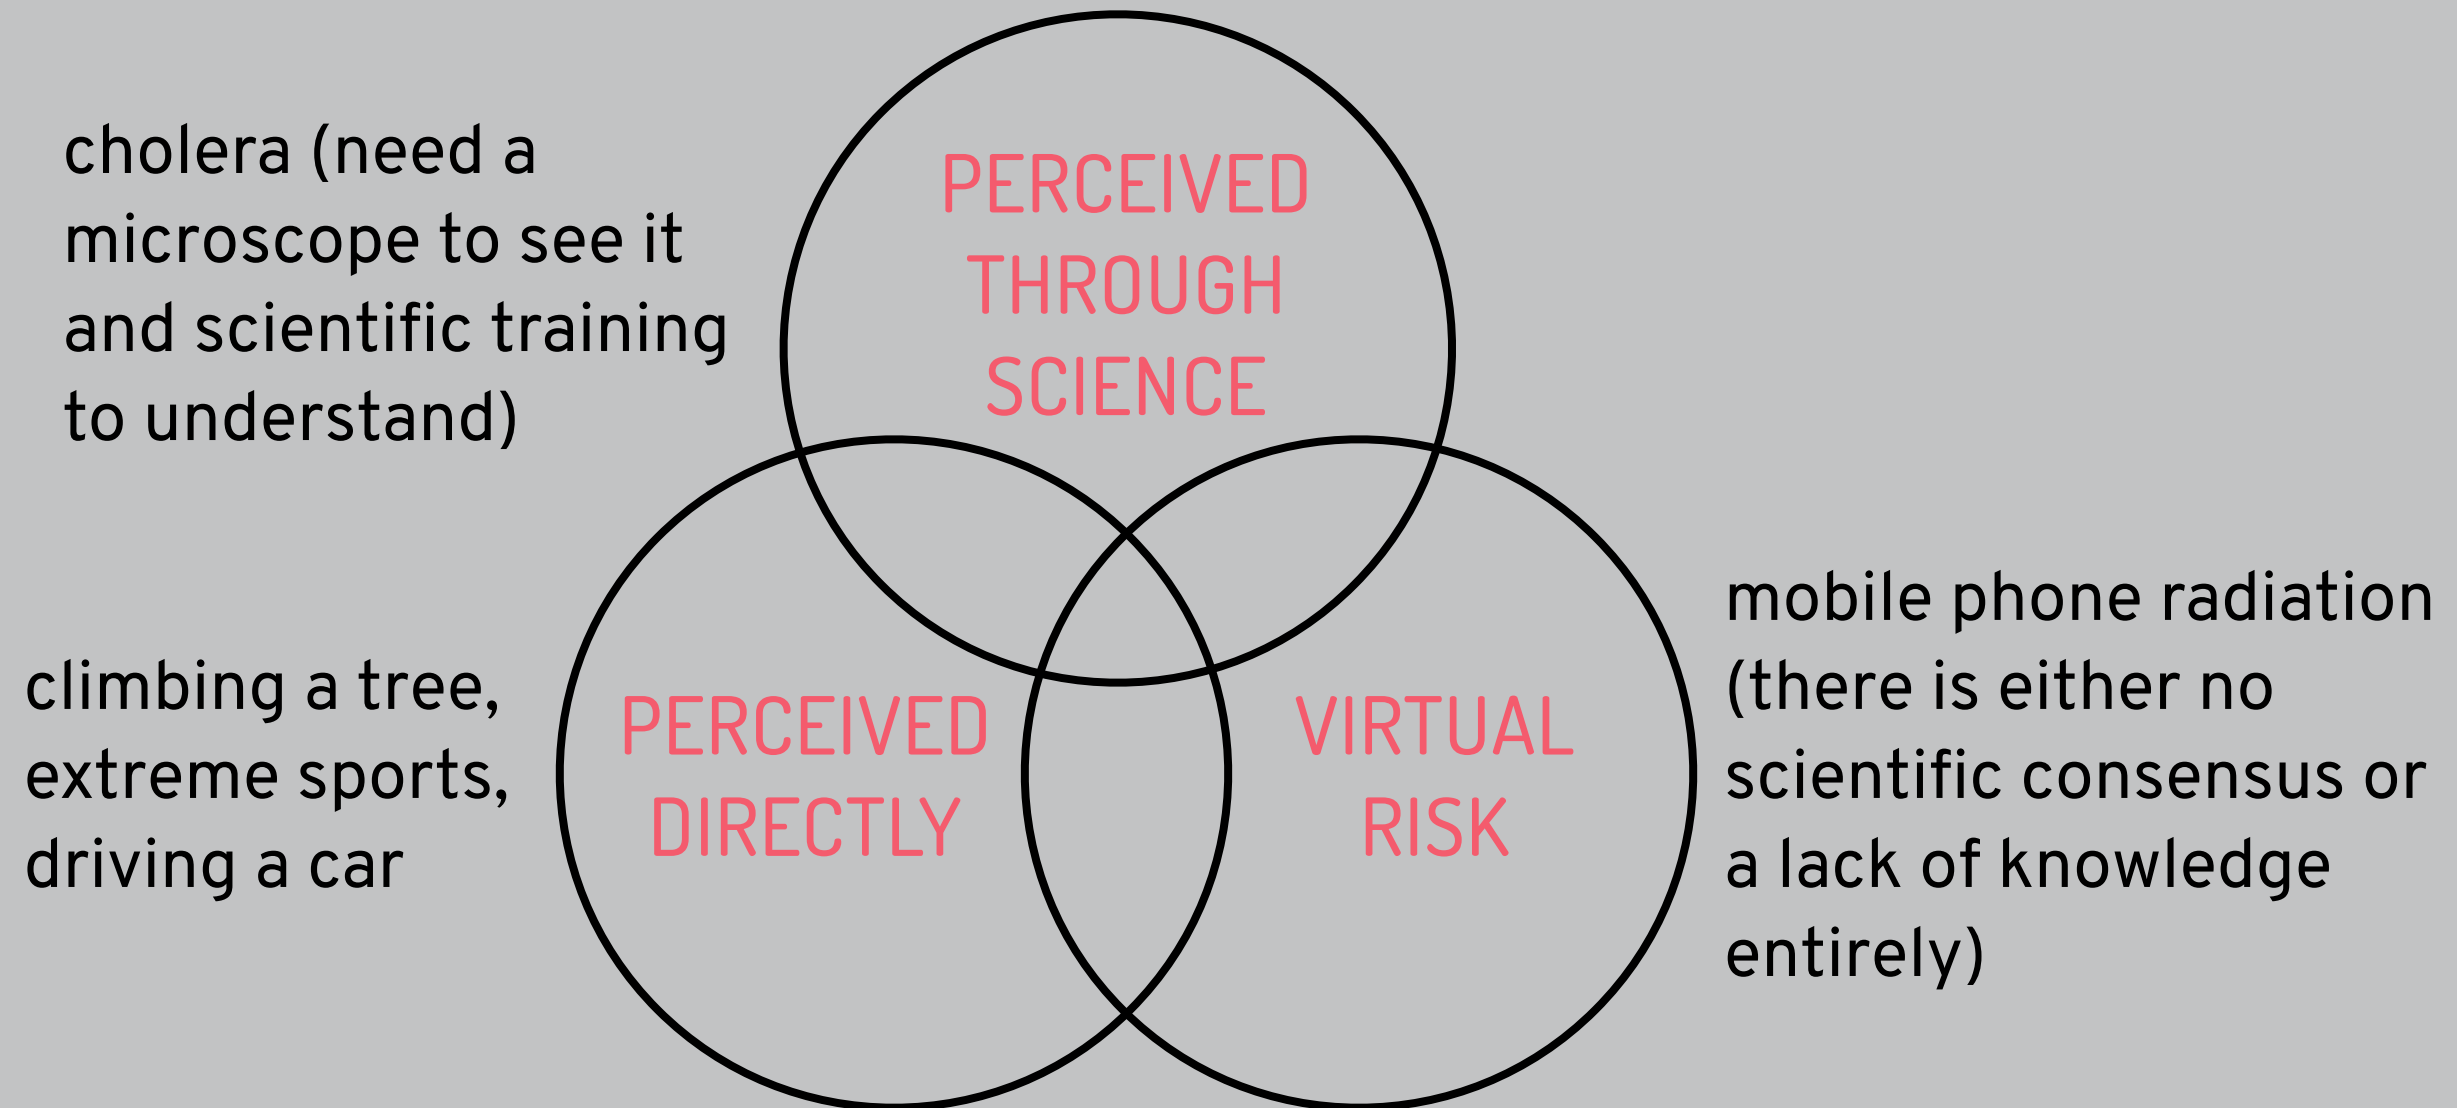 cholera (need a
microscope to see it
and scientific training
to understand)
PERCEIVED
THROUGH
SCIENCE
climbing a tree,
extreme sports,
driving a car
PERCEIVED
DIRECTLY
VIRTUAL
RISK
mobile phone radiation
(there is either no
scientific consensus or
a lack of knowledge
entirely)